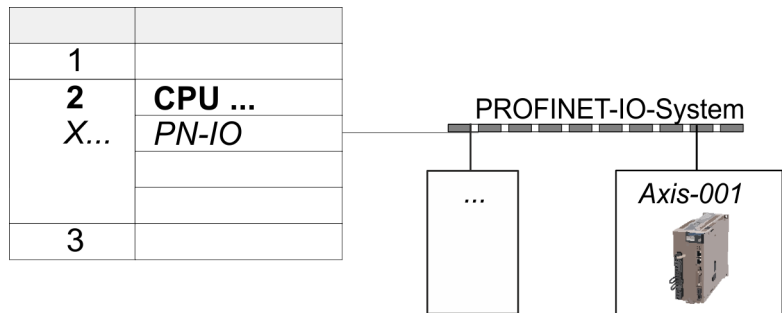 1
2 CPU ...
X... PN-IO
3
PROFINET-IO-System
...
Axis-001